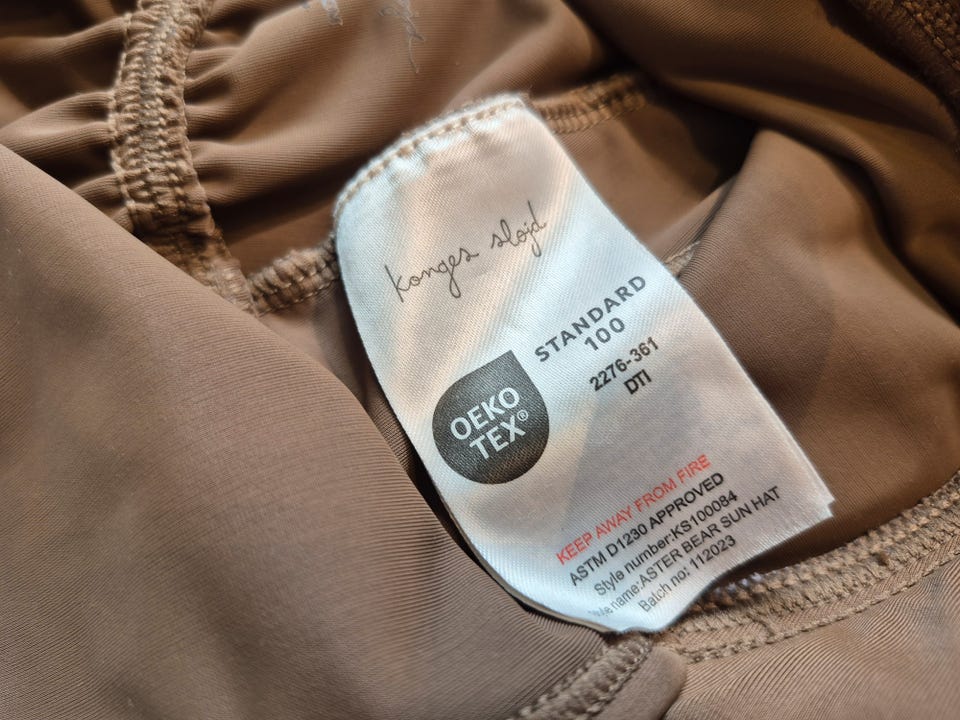 konges sløjd
STANDARD
100
2276-361
DTI
OEKO
TEX®
KEEP AWAY FROM FIRE
ASTM D1230 APPROVED
Style number:KS100084
name:ASTER BEAR SUN HAT
Batch no: 112023